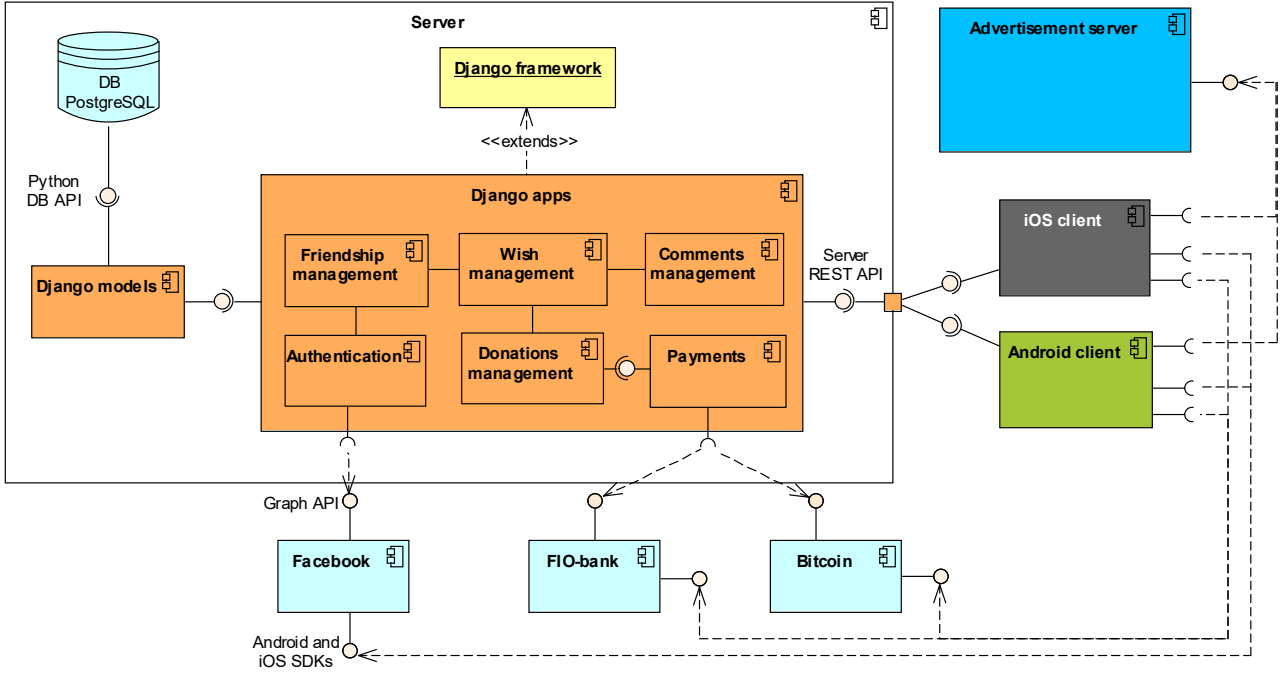 Server
Advertisement server
Django framework
DB
PostgreSQL
<<extends>>
Python
DB API
Django apps
Friendship
management
Wish
management
Comments
management
Server
REST API
iOS client
Django models
Authentication
Donations
management
Payments
Android client
Graph API
Facebook
FIO-bank
Bitcoin
Android and
iOS SDKs